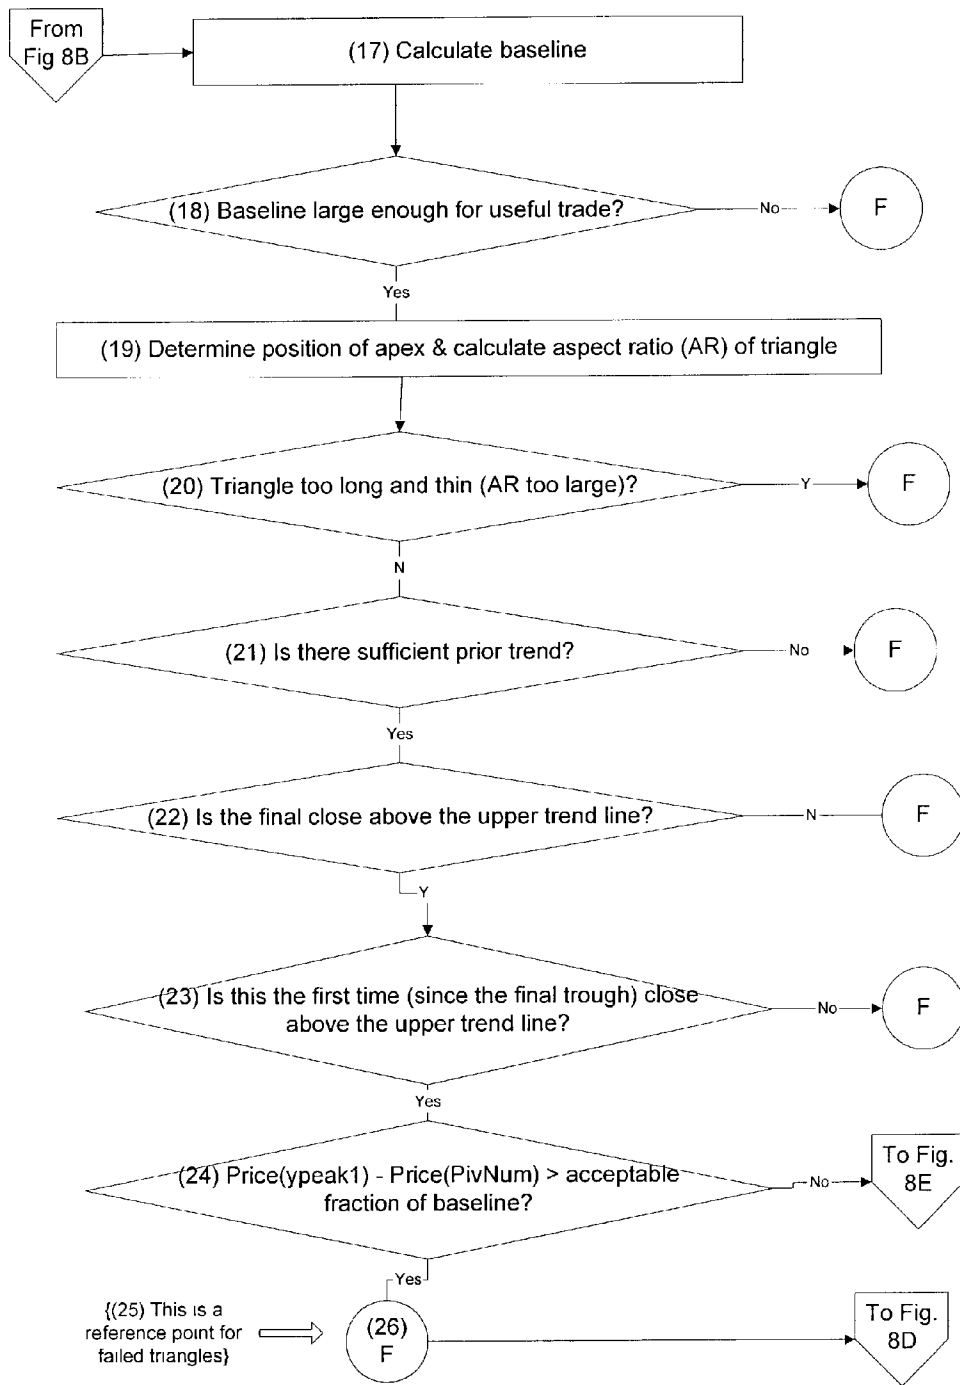 From
Fig 8B
(17) Calculate baseline
(18) Baseline large enough for useful trade?
No
F
Yes
(19) Determine position of apex & calculate aspect ratio (AR) of triangle
(20) Triangle too long and thin (AR too large)?
Y
F
N
(21) Is there sufficient prior trend?
No
F
Yes
(22) Is the final close above the upper trend line?
N
F
Y
(23) Is this the first time (since the final trough) close
above the upper trend line?
No
F
Yes
(24) Price(ypeak1) - Price(PivNum) > acceptable
fraction of baseline?
No
To Fig.
8E
Yes
{(25) This is a
reference point for
failed triangles}
(26)
F
To Fig.
8D